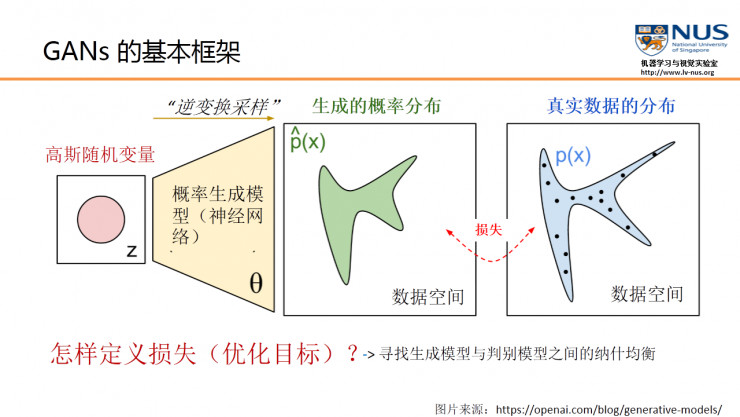 GANs 的基本框架
NUS
National University
of Singapore
机器学习与视觉实验室
http://www.lv-nus.org
“逆变换采样”
生成的概率分布
真实数据的分布
高斯随机变量
p̂(x)
p(x)
概率生成模
型（神经网
络）
z
θ
损失
数据空间
数据空间
怎样定义损失（优化目标）？-> 寻找生成模型与判别模型之间的纳什均衡
图片来源：https://openai.com/blog/generative-models/